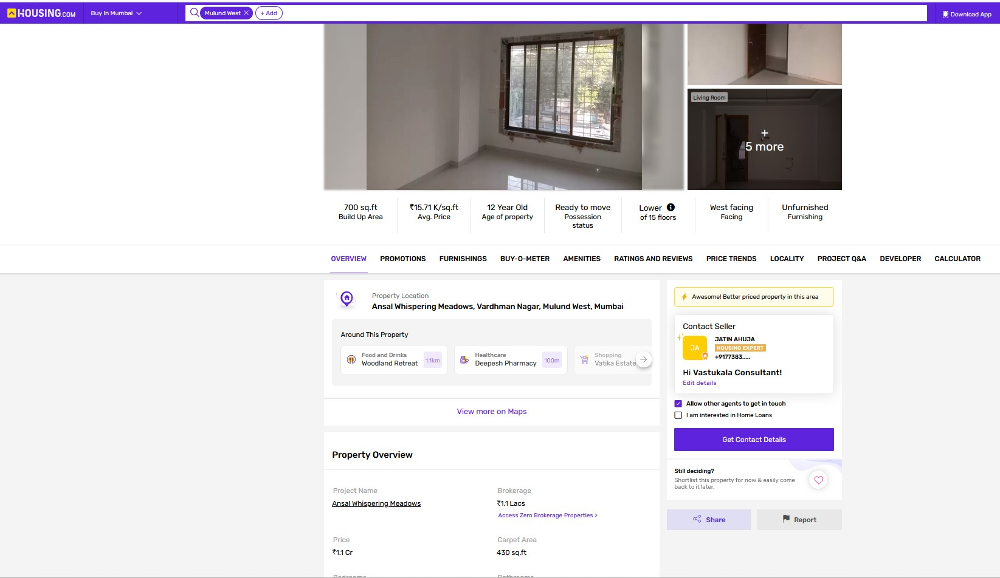 HOUSING.COM
Buy In Mumbai
Mulund West
+ Add
Download App
Living Room
+
5 more
700 sq.ft
Build Up Area
₹15.71 K/sq.ft
Avg. Price
12 Year Old
Age of property
Ready to move
Possession
status
Lower
of 15 floors
West facing
Facing
Unfurnished
Furnishing
OVERVIEW
PROMOTIONS
FURNISHINGS
BUY-O-METER
AMENITIES
RATINGS AND REVIEWS
PRICE TRENDS
LOCALITY
PROJECT Q&A
DEVELOPER
CALCULATOR
Property Location
Ansal Whispering Meadows, Vardhman Nagar, Mulund West, Mumbai
Around This Property
Food and Drinks
Woodland Retreat
1.1km
Healthcare
Deepesh Pharmacy
100m
Shopping
Vatika Estate
View more on Maps
Property Overview
Project Name
Ansal Whispering Meadows
Brokerage
₹1.1 Lacs
Access Zero Brokerage Properties >
Price
₹1.1 Cr
Carpet Area
430 sq.ft
Bedrooms
Bathrooms
Awesome! Better priced property in this area
Contact Seller
JA
JATIN AHUJA
HOUSING EXPERT
+9177383.....
Hi Vastukala Consultant!
Edit details
Allow other agents to get in touch
I am interested in Home Loans
Get Contact Details
Still deciding?
Shortlist this property for now & easily come
back to it later.
Share
Report